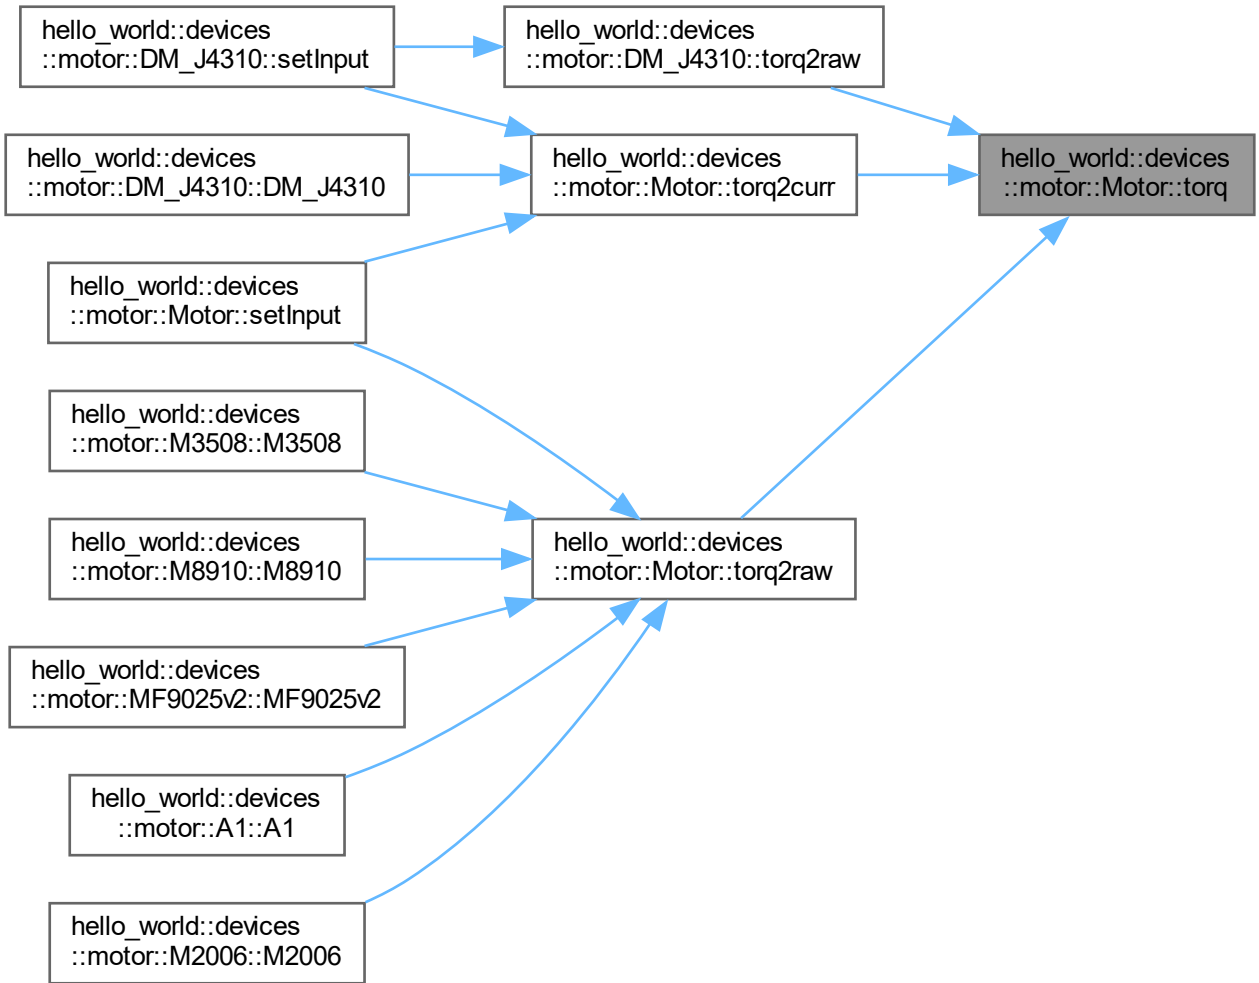 hello_world::devices
::motor::DM_J4310::setInput
hello_world::devices
::motor::DM_J4310::torq2raw
hello_world::devices
::motor::DM_J4310::DM_J4310
hello_world::devices
::motor::Motor::torq2curr
hello_world::devices
::motor::Motor::torq
hello_world::devices
::motor::Motor::setInput
hello_world::devices
::motor::M3508::M3508
hello_world::devices
::motor::M8910::M8910
hello_world::devices
::motor::Motor::torq2raw
hello_world::devices
::motor::MF9025v2::MF9025v2
hello_world::devices
::motor::A1::A1
hello_world::devices
::motor::M2006::M2006